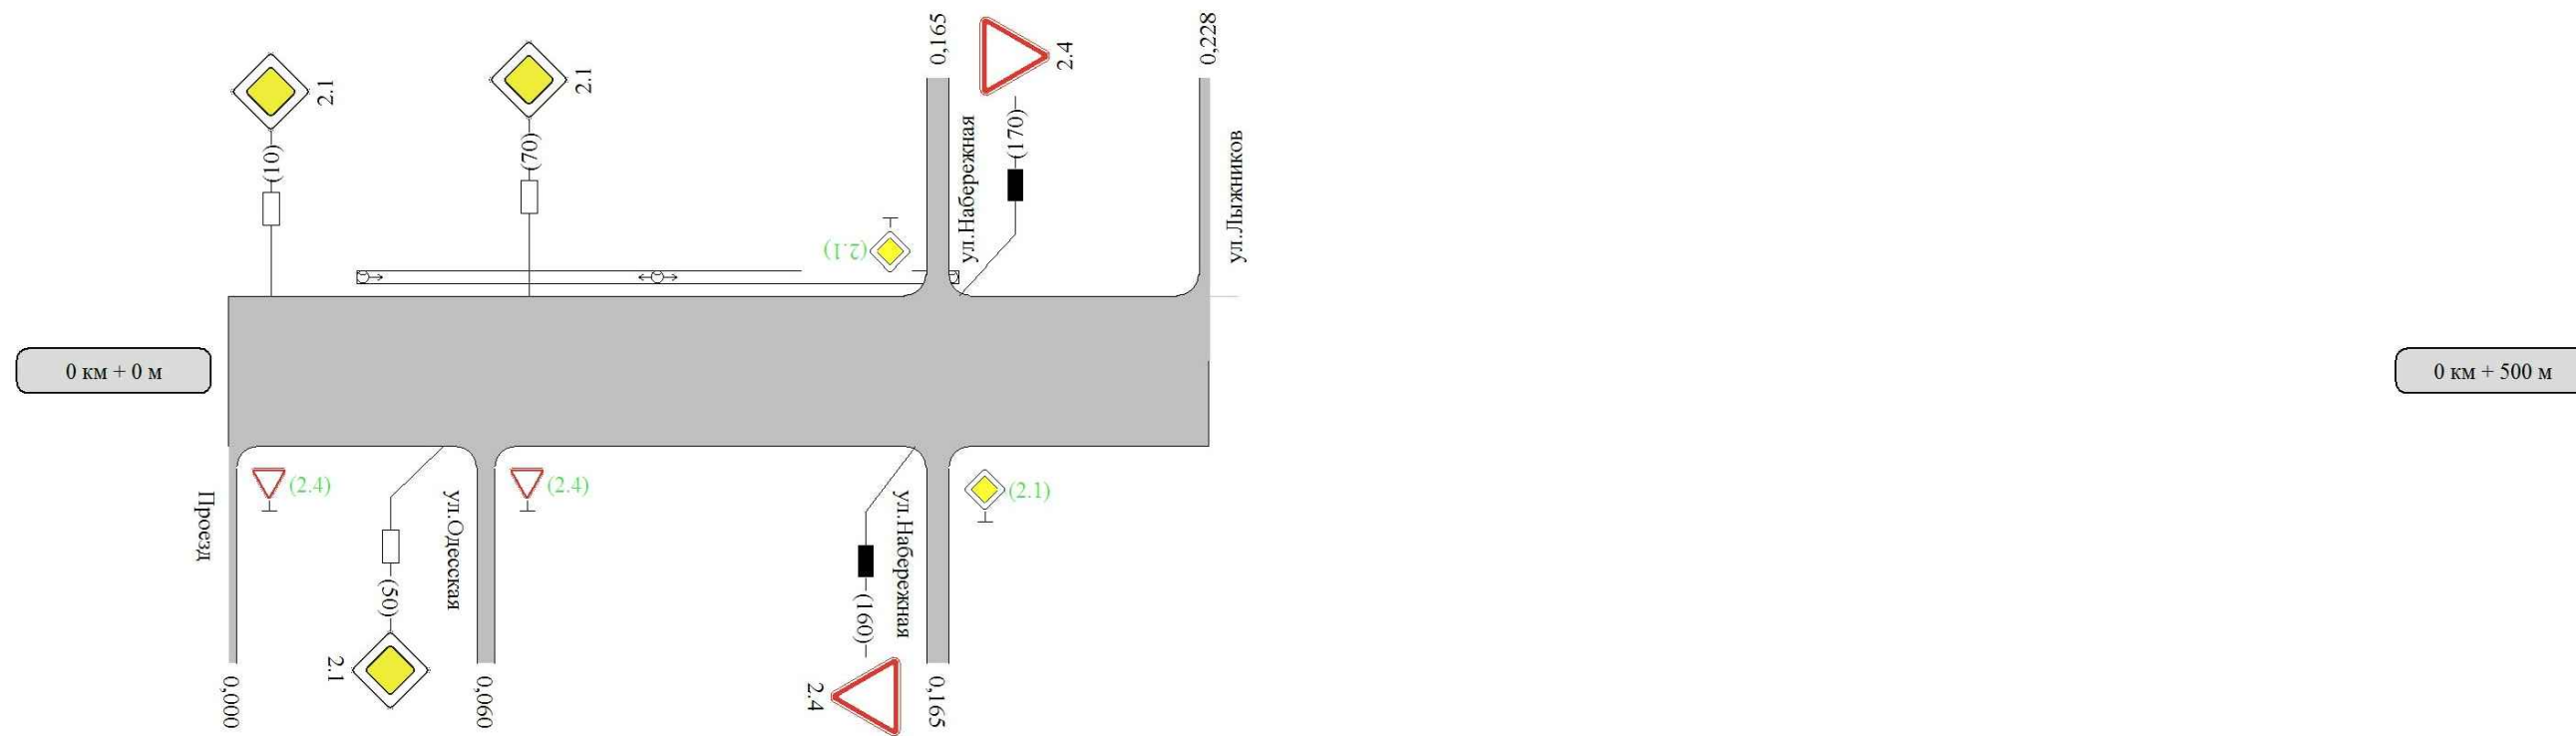 0,165
2.4
0,228
2.1
2.1
(10)
(70)
(170)
ул.Набережная
ул.Лыжников
(2.1)
0 км + 0 м
0 км + 500 м
Проезд
(2.4)
ул.Одесская
(2.4)
ул.Набережная
(2.1)
(50)
(160)
2.1
2.4
0,000
0,060
0,165